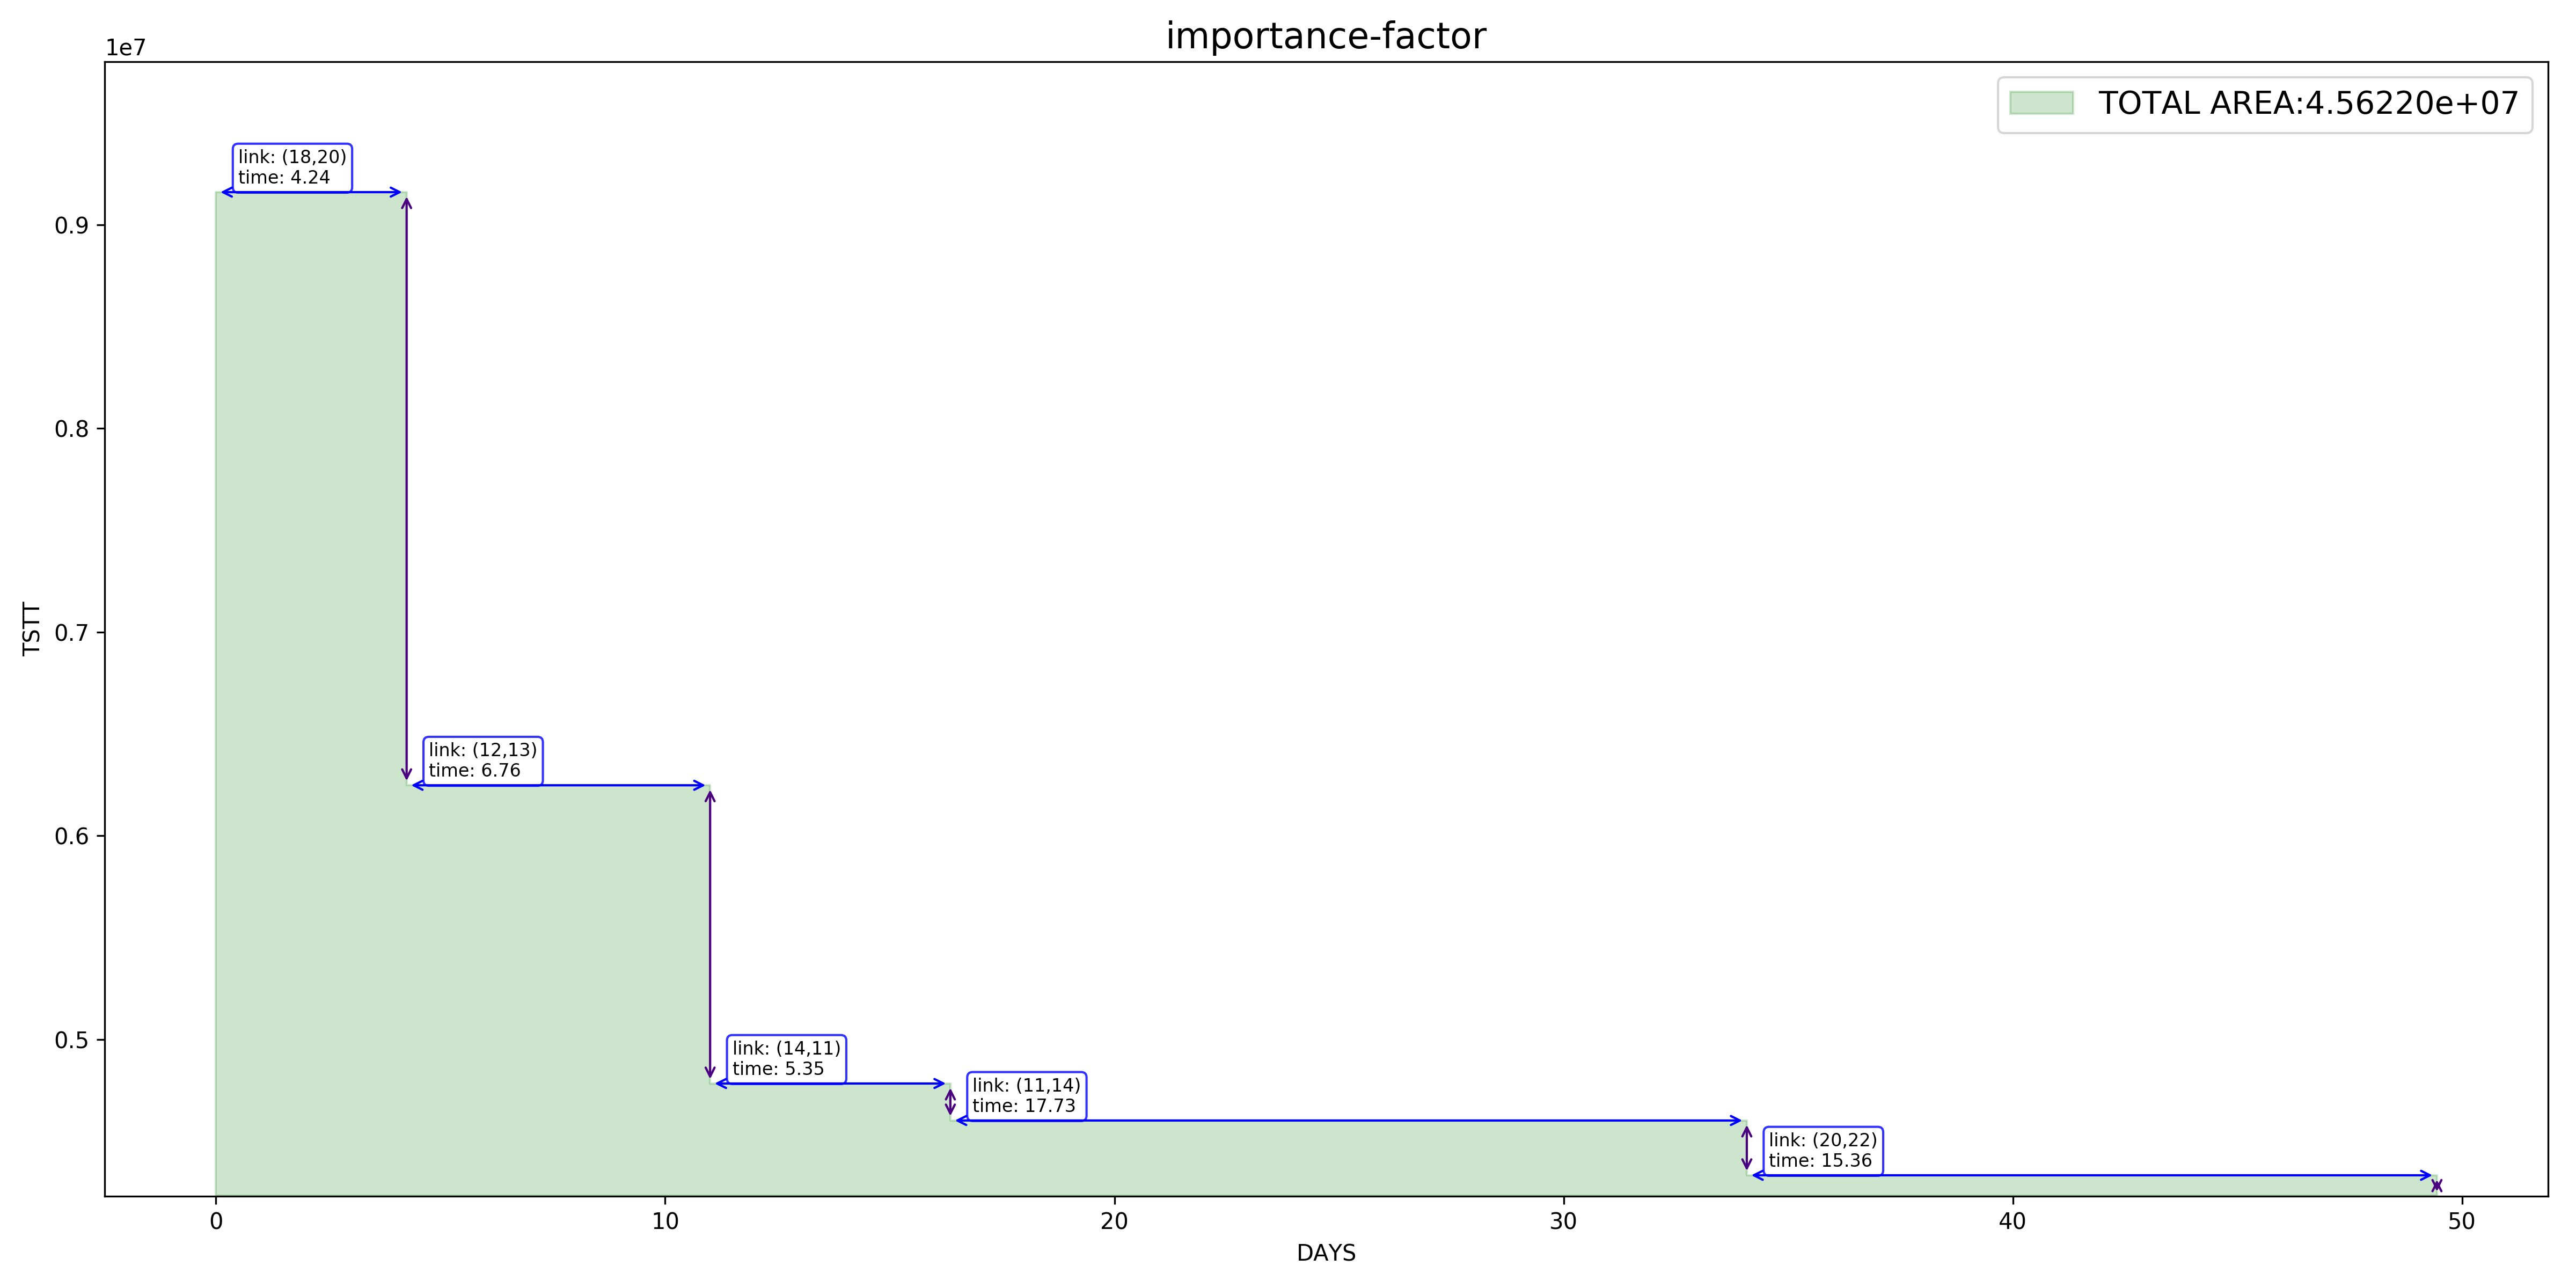 importance-factor
1e7
TOTAL AREA:4.56220e+07
link: (18,20)
time: 4.24
0.9
0.8
0.7
TSTT
link: (12,13)
time: 6.76
0.6
0.5
link: (14,11)
time: 5.35
link: (11,14)
time: 17.73
link: (20,22)
time: 15.36
0 10 20 30 40 50
DAYS